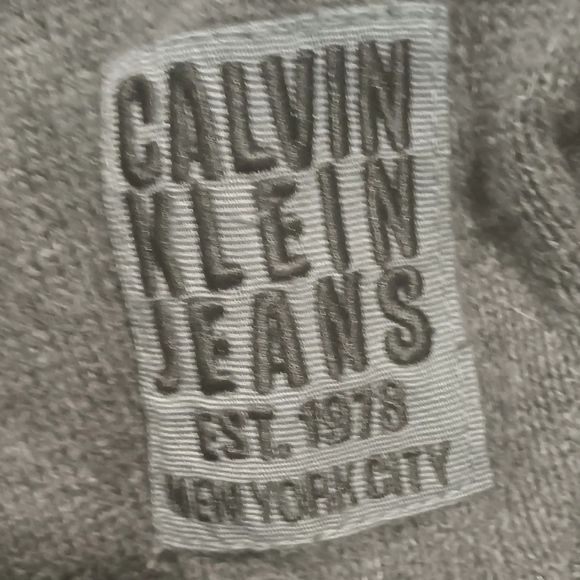 CALVIN
KLEIN
JEANS
EST. 1978
NEW YORK CITY